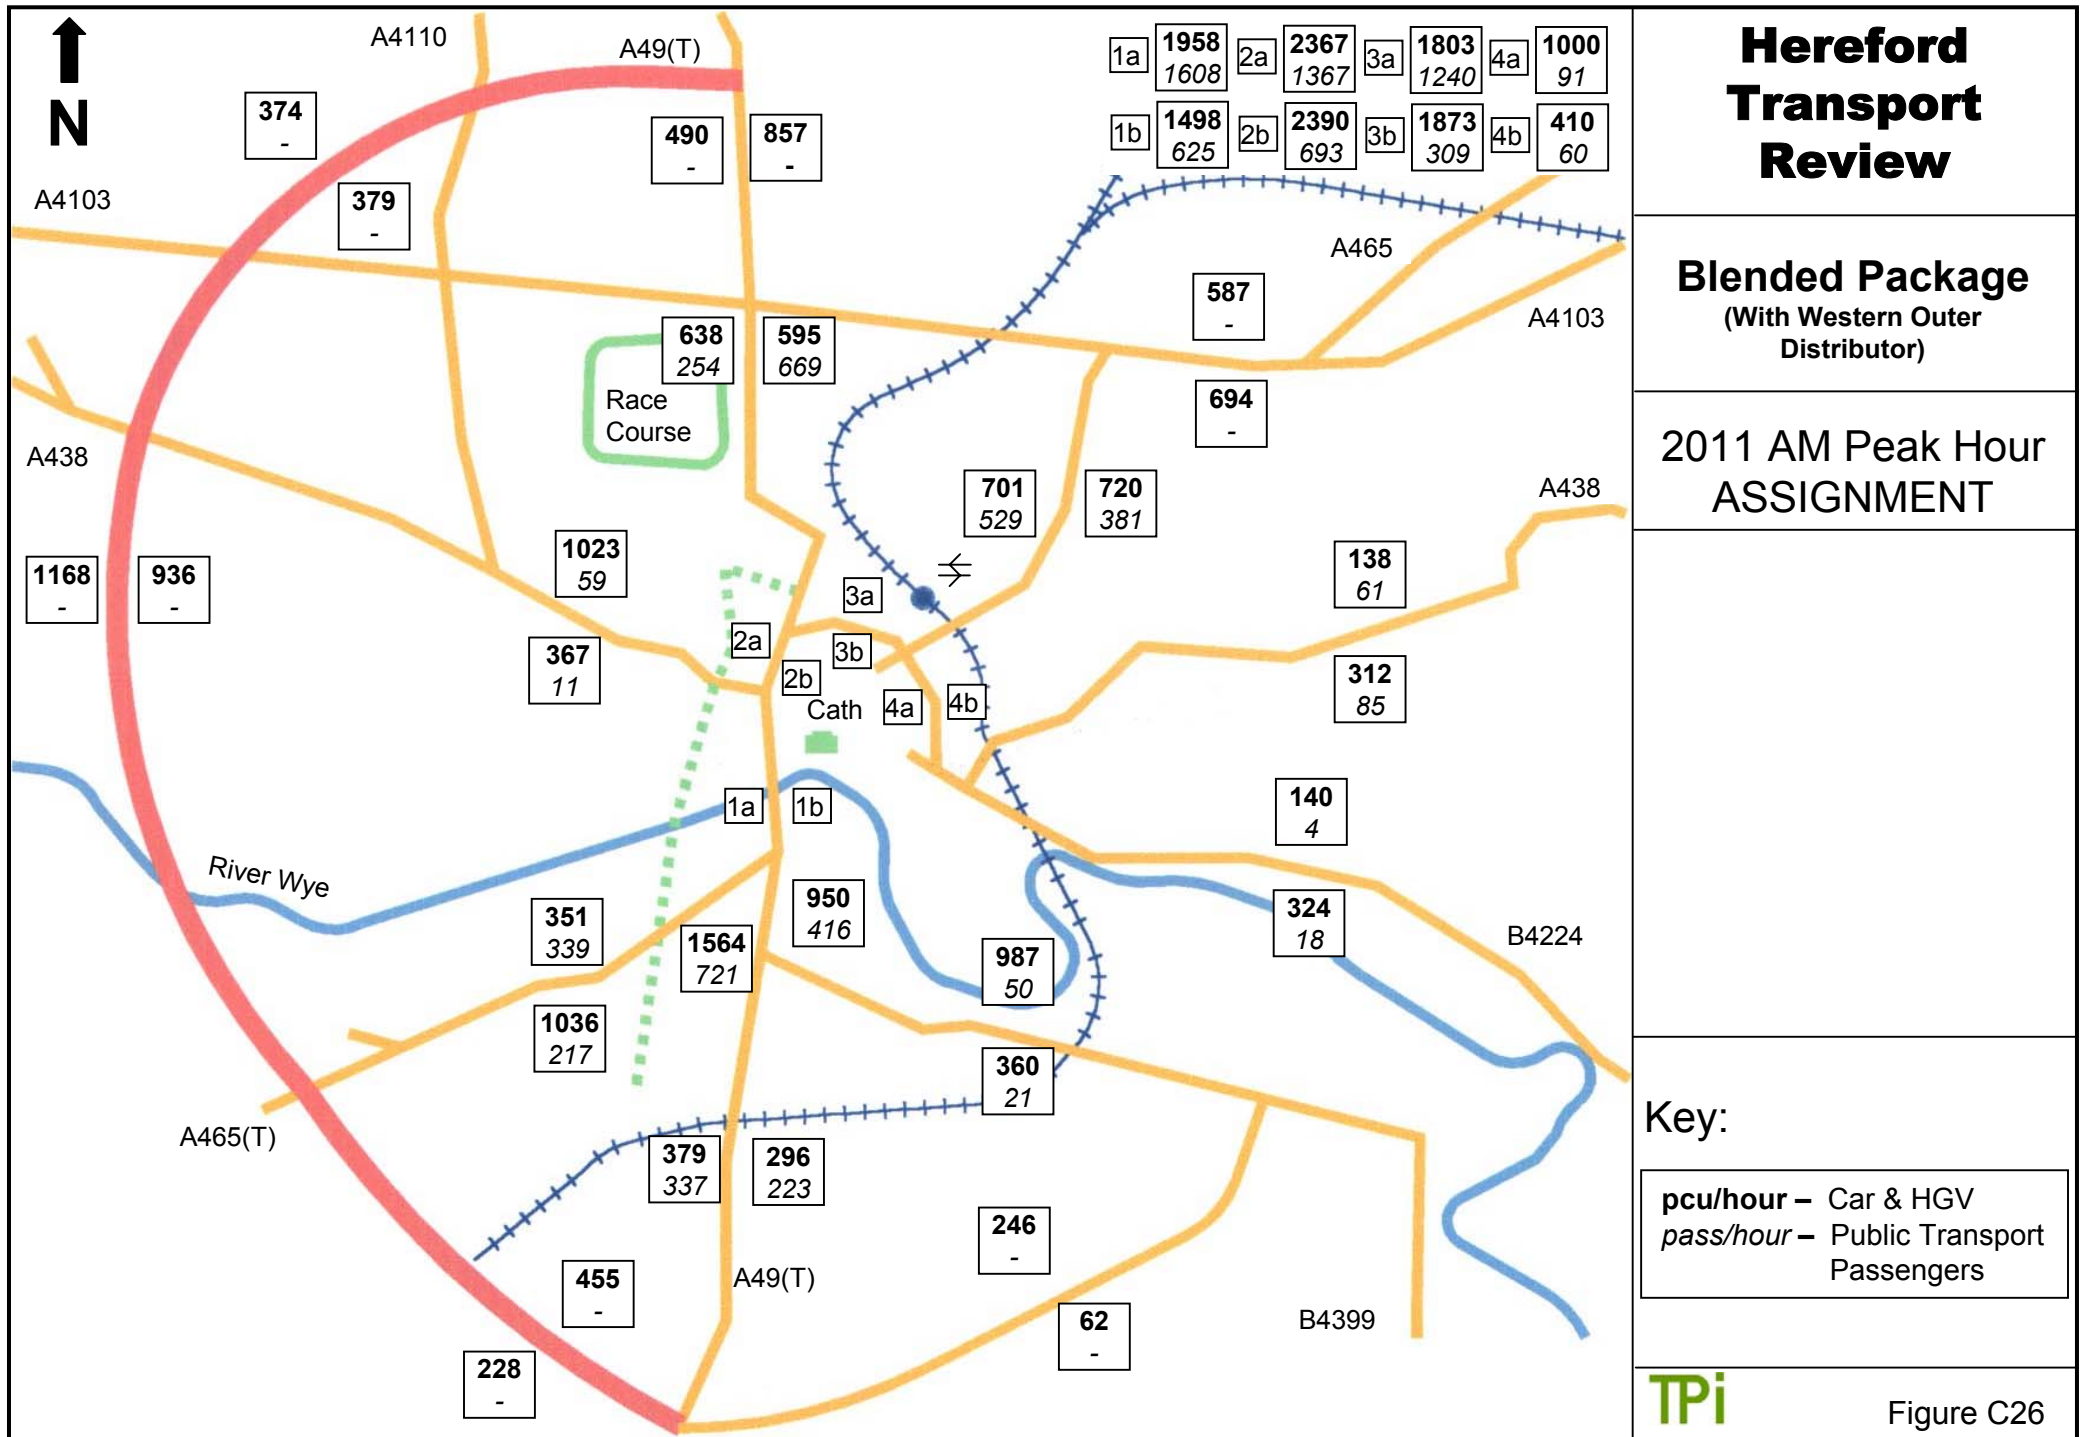 A4110
A49(T)
N
374
-
379
-
A4103
490
-
857
-
1a
1958
1608
2a
2367
1367
3a
1803
1240
4a
1000
91
1b
1498
625
2b
2390
693
3b
1873
309
4b
410
60
A465
A4103
587
-
694
-
638
254
595
669
Race
Course
A438
701
529
720
381
A438
1023
59
367
11
1168
-
936
-
138
61
312
85
3a
3b
2a
2b
4a
4b
Cath
1a
1b
River Wye
140
4
324
18
B4224
351
339
1564
721
950
416
987
50
1036
217
360
21
A465(T)
379
337
296
223
246
-
62
-
455
-
228
-
A49(T)
B4399
Hereford
Transport
Review
Blended Package
(With Western Outer
Distributor)
2011 AM Peak Hour
ASSIGNMENT
Key:
pcu/hour – Car & HGV
pass/hour – Public Transport
Passengers
TPi
Figure C26